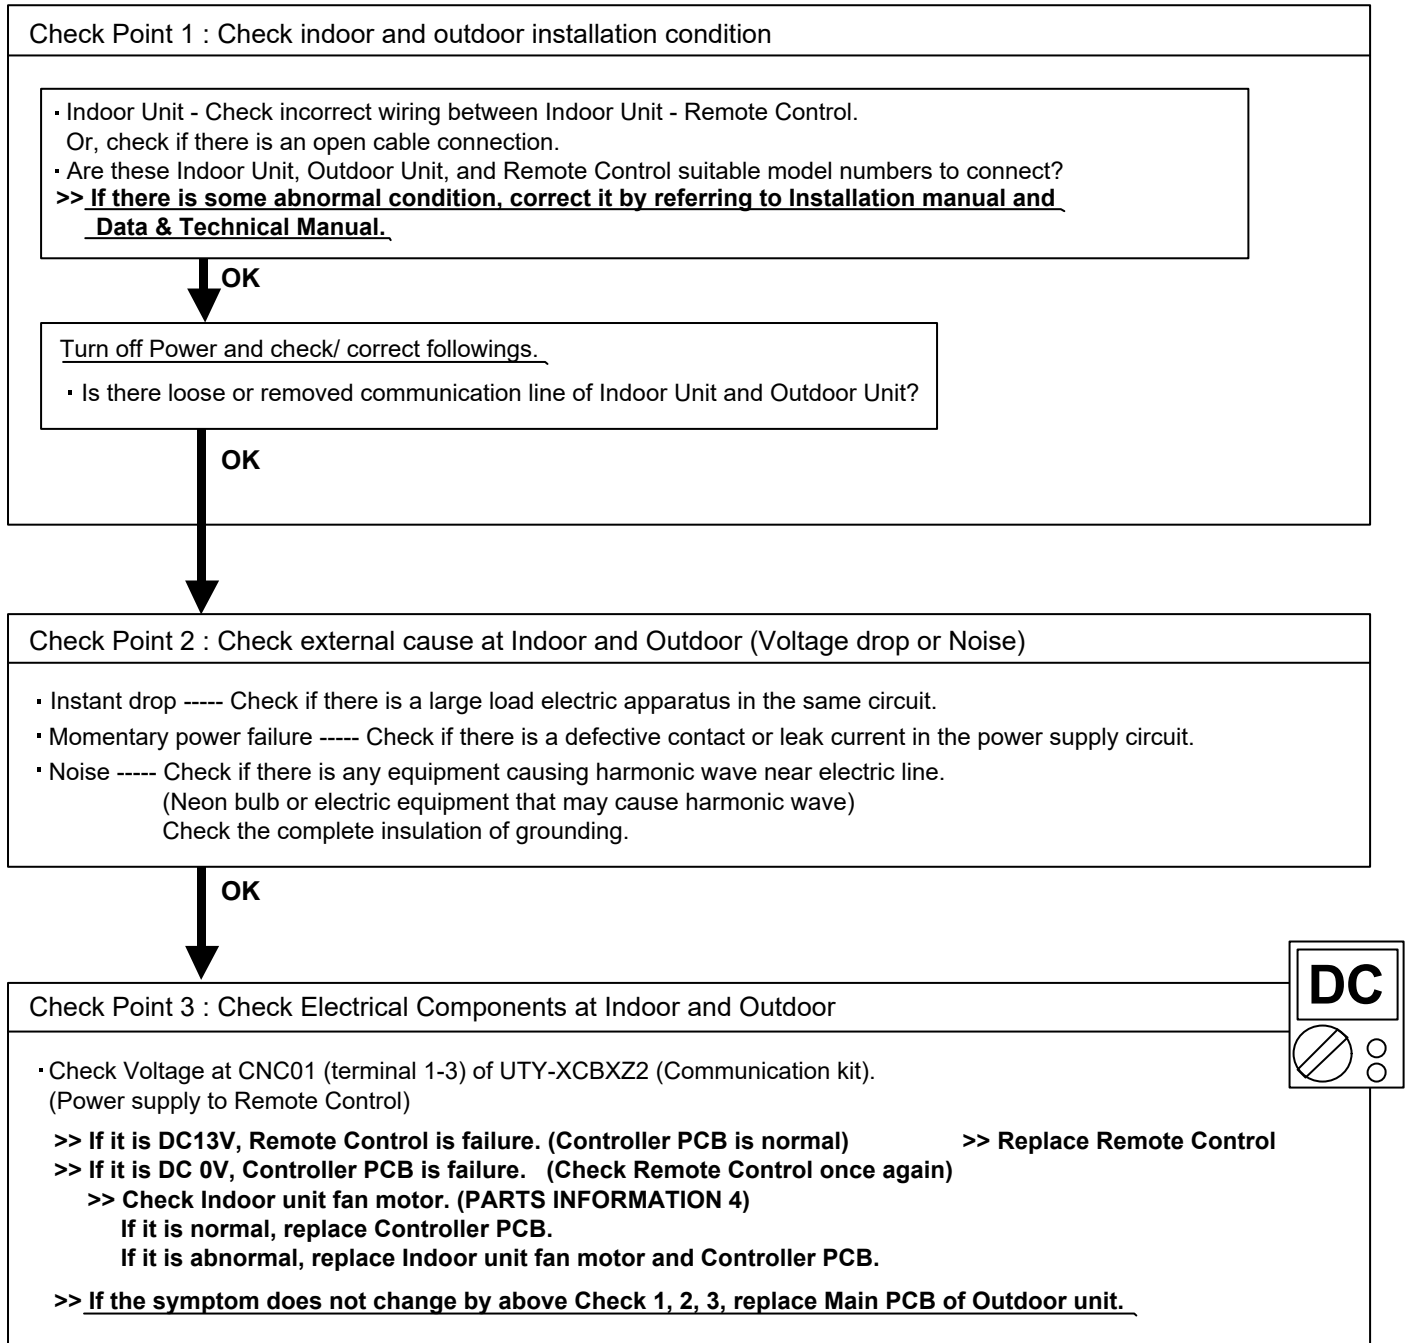 Check Point 1 : Check indoor and outdoor installation condition
· Indoor Unit - Check incorrect wiring between Indoor Unit - Remote Control.
Or, check if there is an open cable connection.
· Are these Indoor Unit, Outdoor Unit, and Remote Control suitable model numbers to connect?
>> If there is some abnormal condition, correct it by referring to Installation manual and
Data & Technical Manual.
OK
Turn off Power and check/ correct followings.
· Is there loose or removed communication line of Indoor Unit and Outdoor Unit?
OK
Check Point 2 : Check external cause at Indoor and Outdoor (Voltage drop or Noise)
· Instant drop ----- Check if there is a large load electric apparatus in the same circuit.
· Momentary power failure ----- Check if there is a defective contact or leak current in the power supply circuit.
· Noise ----- Check if there is any equipment causing harmonic wave near electric line.
(Neon bulb or electric equipment that may cause harmonic wave)
Check the complete insulation of grounding.
OK
DC
Check Point 3 : Check Electrical Components at Indoor and Outdoor
· Check Voltage at CNC01 (terminal 1-3) of UTY-XCBXZ2 (Communication kit).
(Power supply to Remote Control)
>> If it is DC13V, Remote Control is failure. (Controller PCB is normal) >> Replace Remote Control
>> If it is DC 0V, Controller PCB is failure. (Check Remote Control once again)
>> Check Indoor unit fan motor. (PARTS INFORMATION 4)
If it is normal, replace Controller PCB.
If it is abnormal, replace Indoor unit fan motor and Controller PCB.
>> If the symptom does not change by above Check 1, 2, 3, replace Main PCB of Outdoor unit.